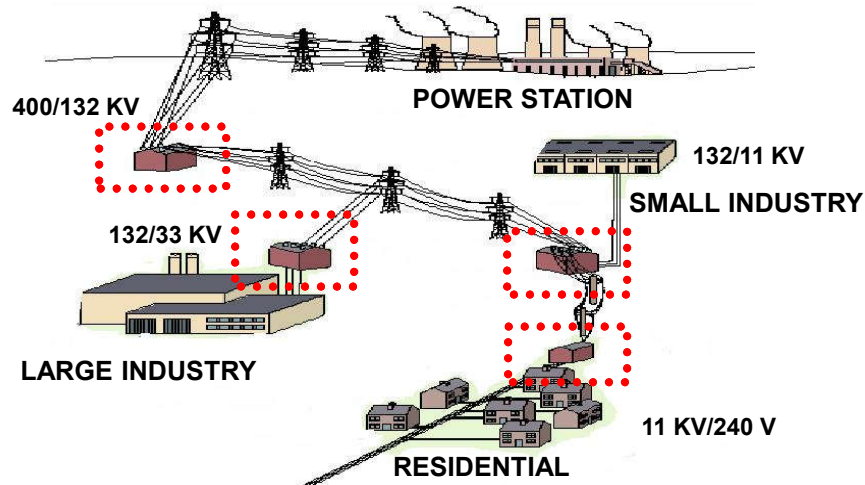 POWER STATION
400/132 KV
132/11 KV
SMALL INDUSTRY
132/33 KV
LARGE INDUSTRY
11 KV/240 V
RESIDENTIAL